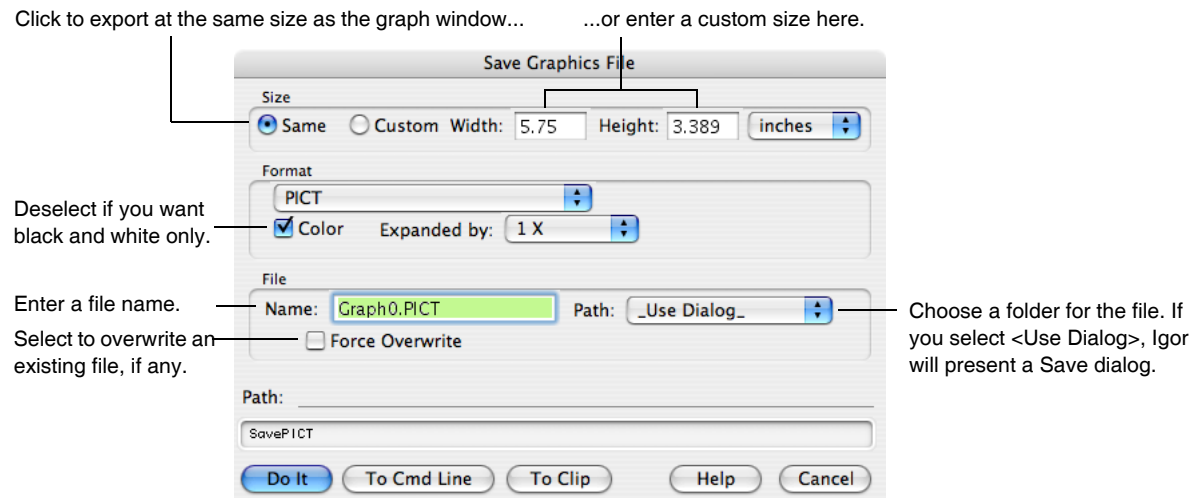 Click to export at the same size as the graph window...
...or enter a custom size here.
Save Graphics File
Size
Same Custom Width: 5.75 Height: 3.389 inches
Format
PICT
Deselect if you want
black and white only.
Color Expanded by: 1 X
File
Enter a file name.
Name: Graph0.PICT Path: _Use Dialog_
Select to overwrite an
existing file, if any.
Force Overwrite
Choose a folder for the file. If
you select <Use Dialog>, Igor
will present a Save dialog.
Path:
SavePICT
Do It To Cmd Line To Clip Help Cancel